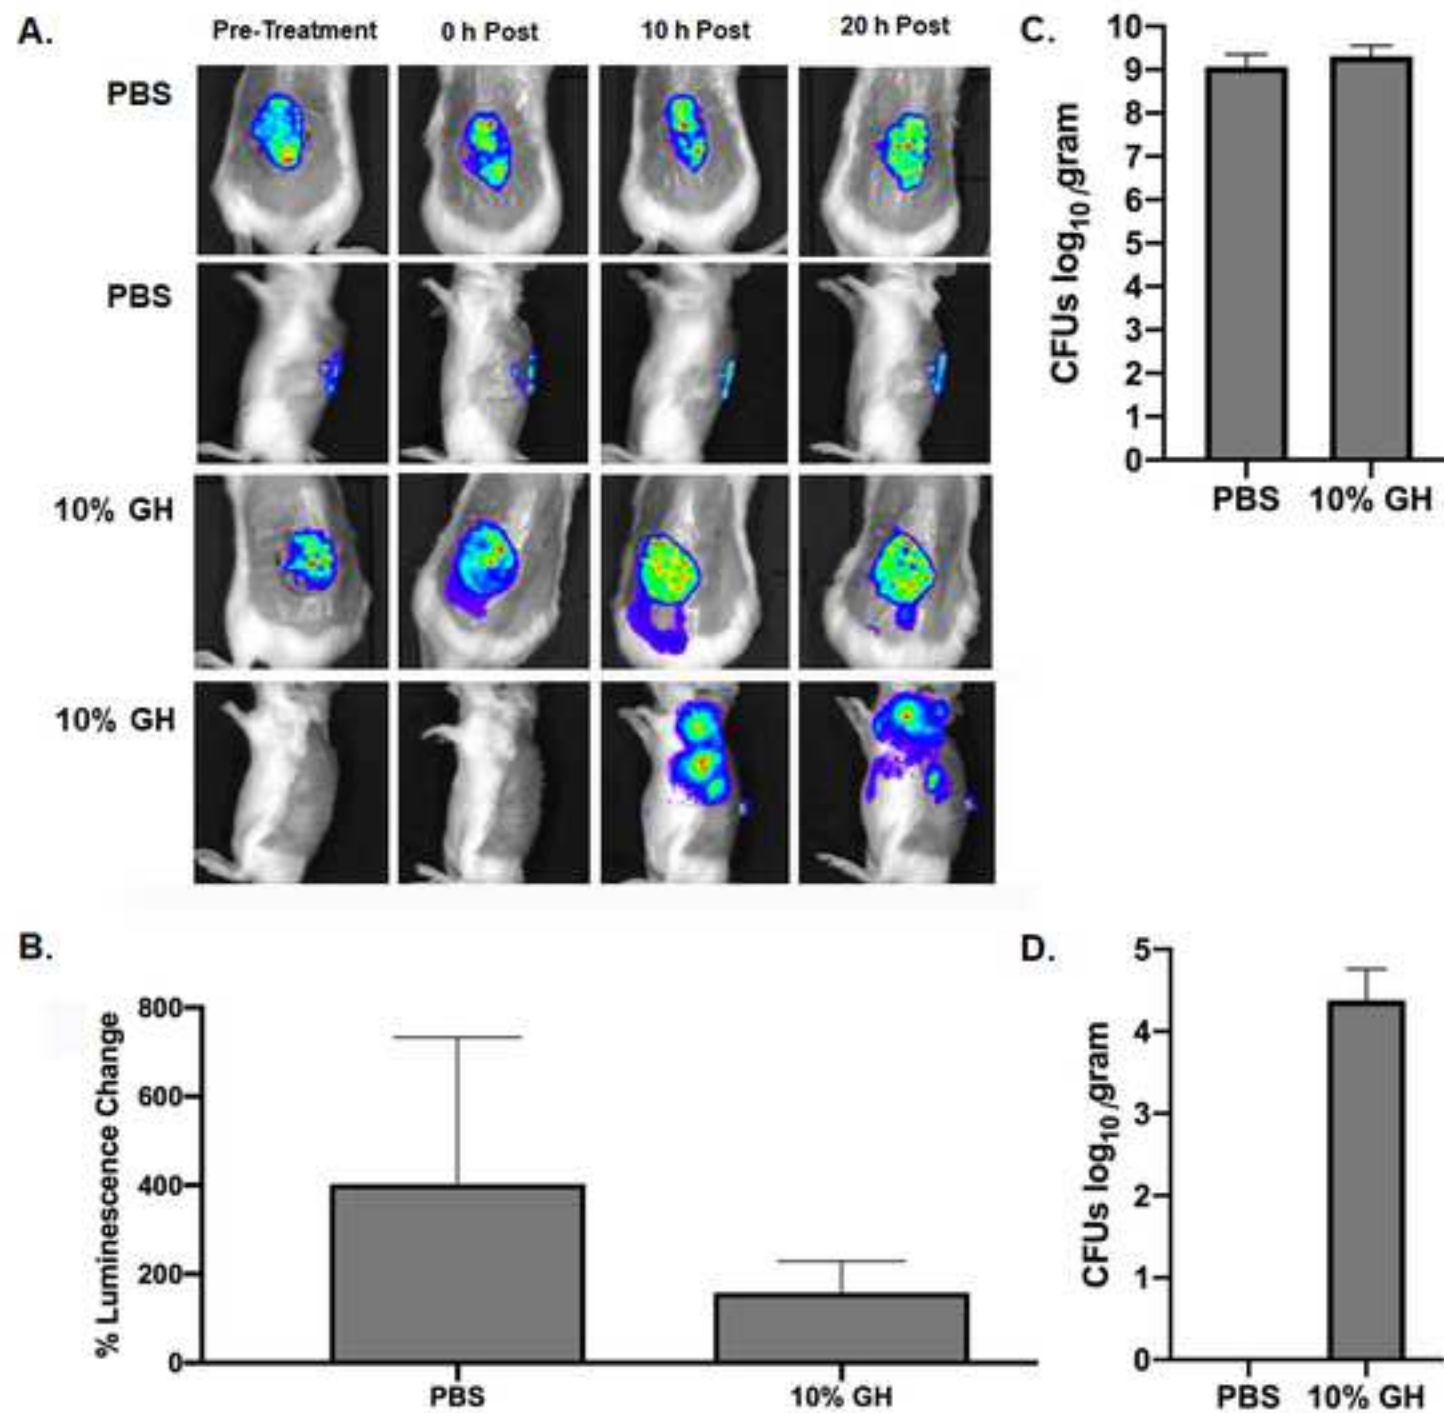 A.
Pre-Treatment 0 h Post 10 h Post 20 h Post
PBS
PBS
10% GH
10% GH
B.
% Luminescence Change
800
600
400
200
0
PBS 10% GH
C.
CFUs log10/gram
10
9
8
7
6
5
4
3
2
1
0
PBS 10% GH
D.
CFUs log10/gram
5
4
3
2
1
0
PBS 10% GH